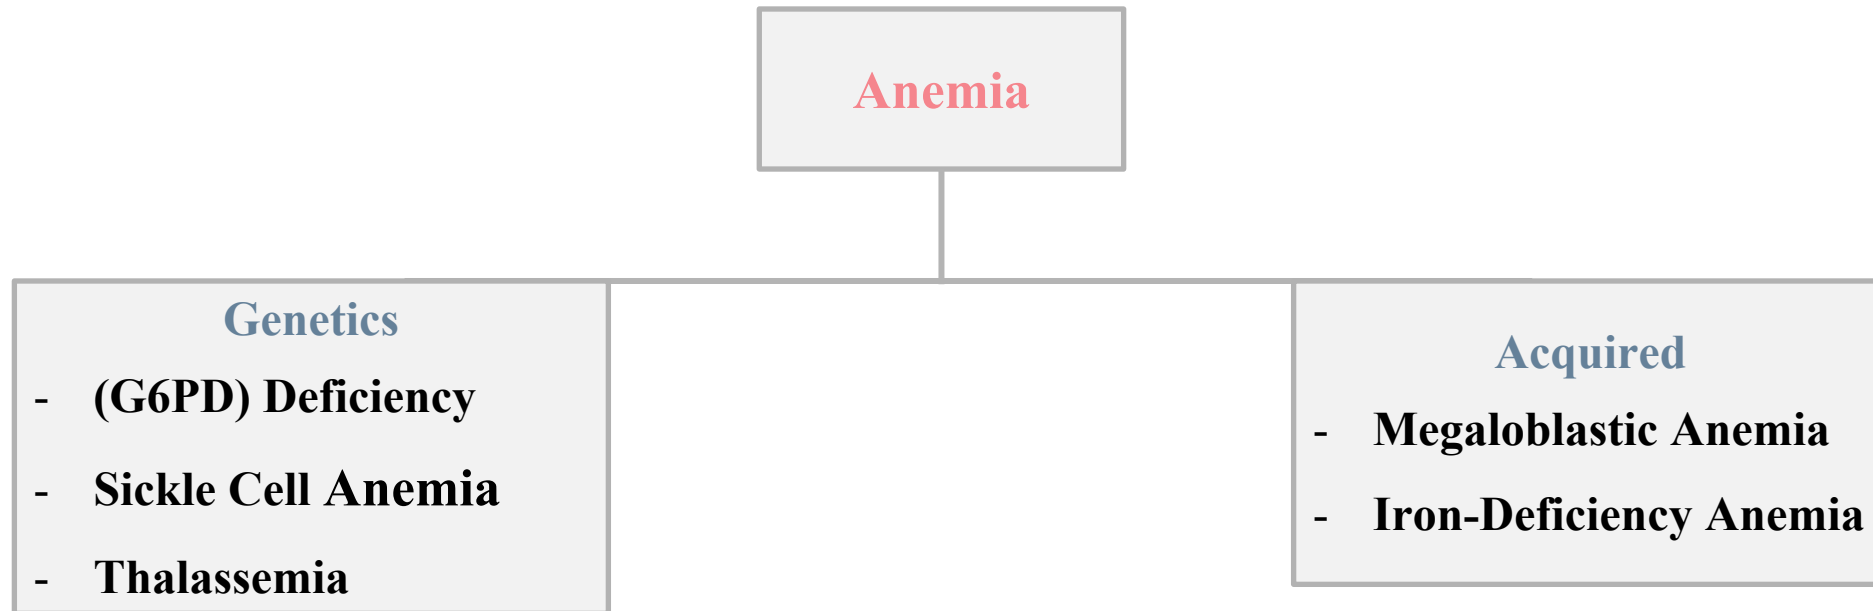 Anemia
Genetics
- (G6PD) Deficiency
- Sickle Cell Anemia
- Thalassemia
Acquired
- Megaloblastic Anemia
- Iron-Deficiency Anemia